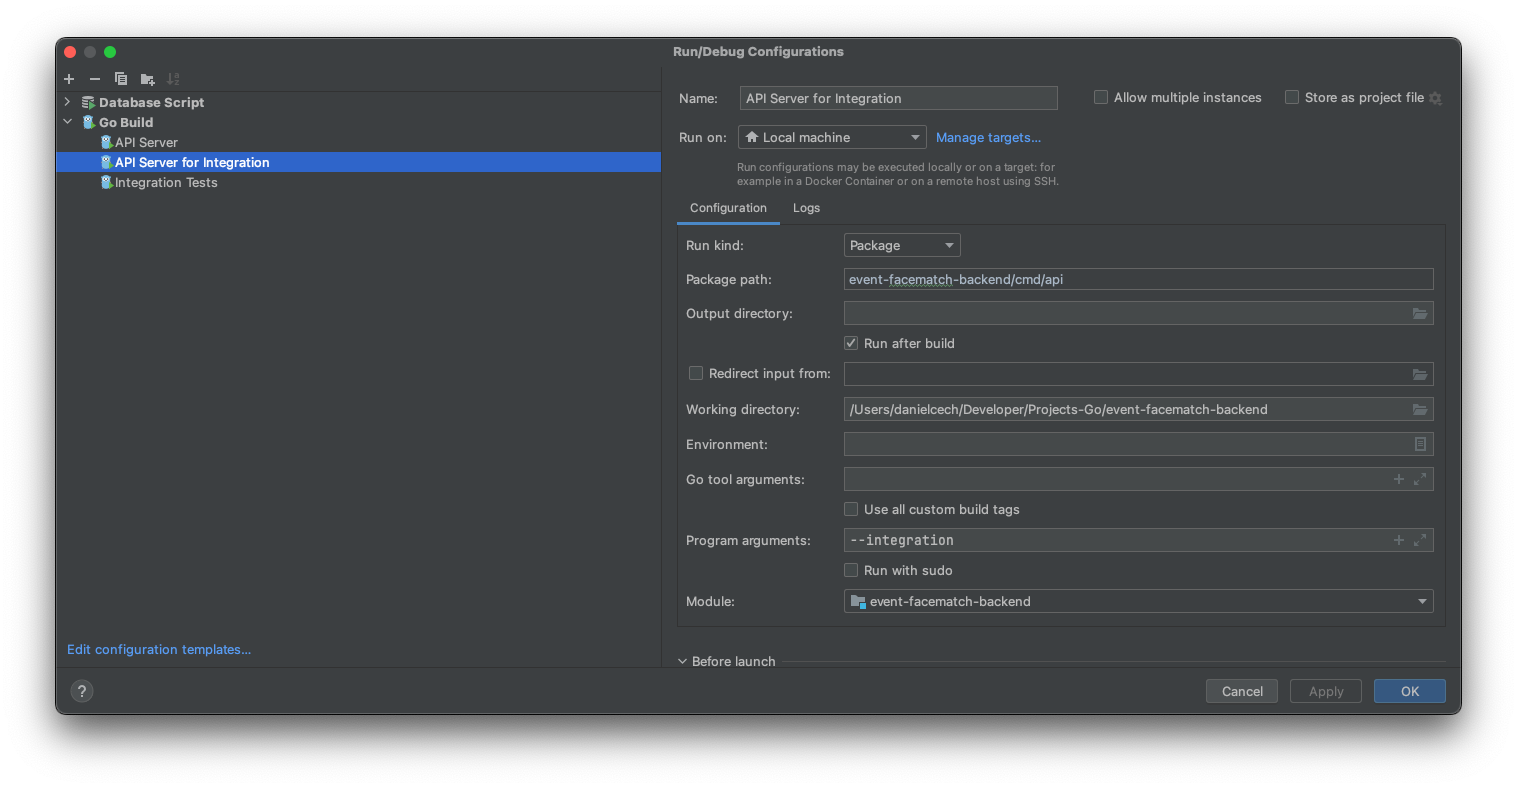 Run/Debug Configurations
Database Script
Go Build
API Server
API Server for Integration
Integration Tests
Edit configuration templates...
Name: API Server for Integration
Allow multiple instances
Store as project file
Run on: Local machine
Manage targets...
Run configurations may be executed locally or on a target: for
example in a Docker Container or on a remote host using SSH.
Configuration
Logs
Run kind: Package
Package path: event-facematch-backend/cmd/api
Output directory:
Run after build
Redirect input from:
Working directory: /Users/danielcech/Developer/Projects-Go/event-facematch-backend
Environment:
Go tool arguments:
Use all custom build tags
Program arguments: --integration
Run with sudo
Module: event-facematch-backend
Before launch
?
Cancel
Apply
OK